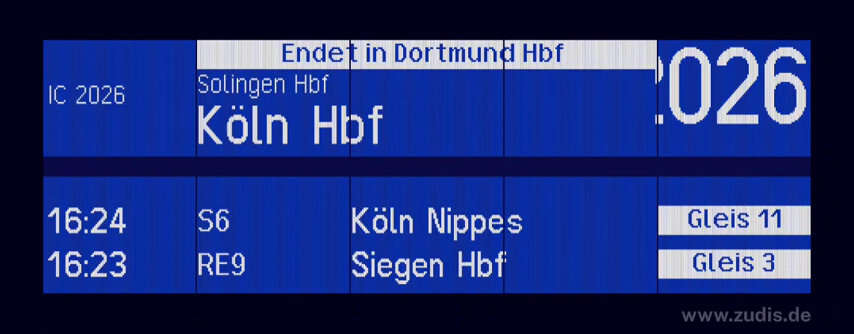 Endet in Dortmund Hbf
IC 2026
Solingen Hbf
Köln Hbf
:026
16:24 S6 Köln Nippes Gleis 11
16:23 RE9 Siegen Hbf Gleis 3
www.zudis.de